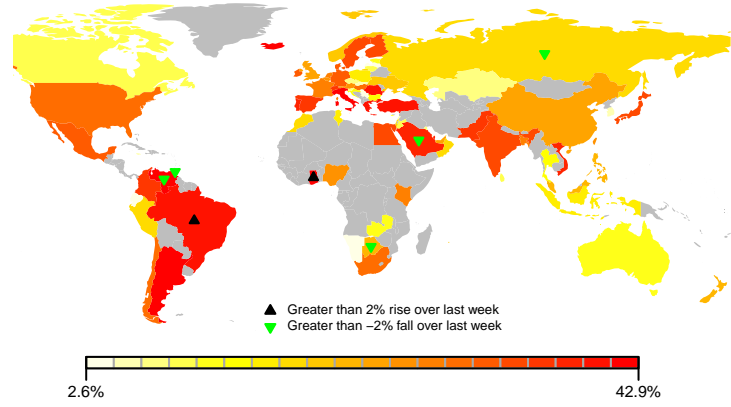 Greater than 2% rise over last week
Greater than −2% fall over last week
2.6%
42.9%